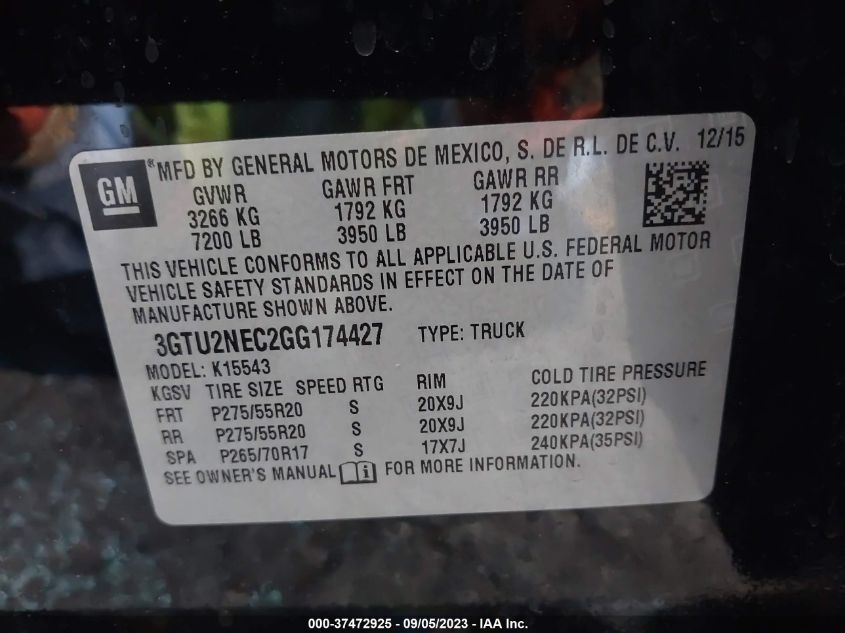 GM
® MFD BY GENERAL MOTORS DE MEXICO, S. DE R.L. DE C.V. 12/15
GVWR GAWR FRT GAWR RR
3266 KG 1792 KG 1792 KG
7200 LB 3950 LB 3950 LB
THIS VEHICLE CONFORMS TO ALL APPLICABLE U.S. FEDERAL MOTOR
VEHICLE SAFETY STANDARDS IN EFFECT ON THE DATE OF
MANUFACTURE SHOWN ABOVE.
3GTU2NEC2GG174427 TYPE: TRUCK
MODEL: K15543
KGSV TIRE SIZE SPEED RTG RIM COLD TIRE PRESSURE
FRT P275/55R20 S 20X9J 220KPA(32PSI)
RR P275/55R20 S 20X9J 220KPA(32PSI)
SPA P265/70R17 S 17X7J 240KPA(35PSI)
SEE OWNER'S MANUAL FOR MORE INFORMATION.
000-37472925 - 09/05/2023 - IAA Inc.